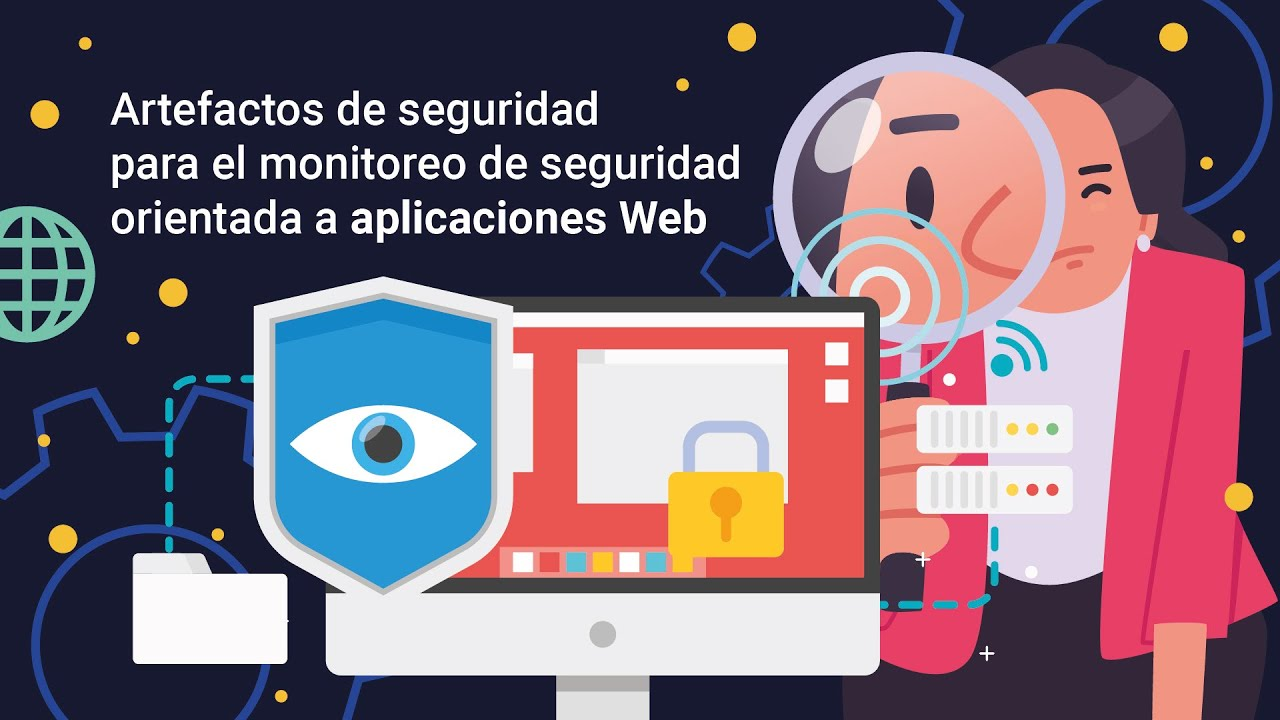 Artefactos de seguridad
para el monitoreo de seguridad
orientada a aplicaciones Web